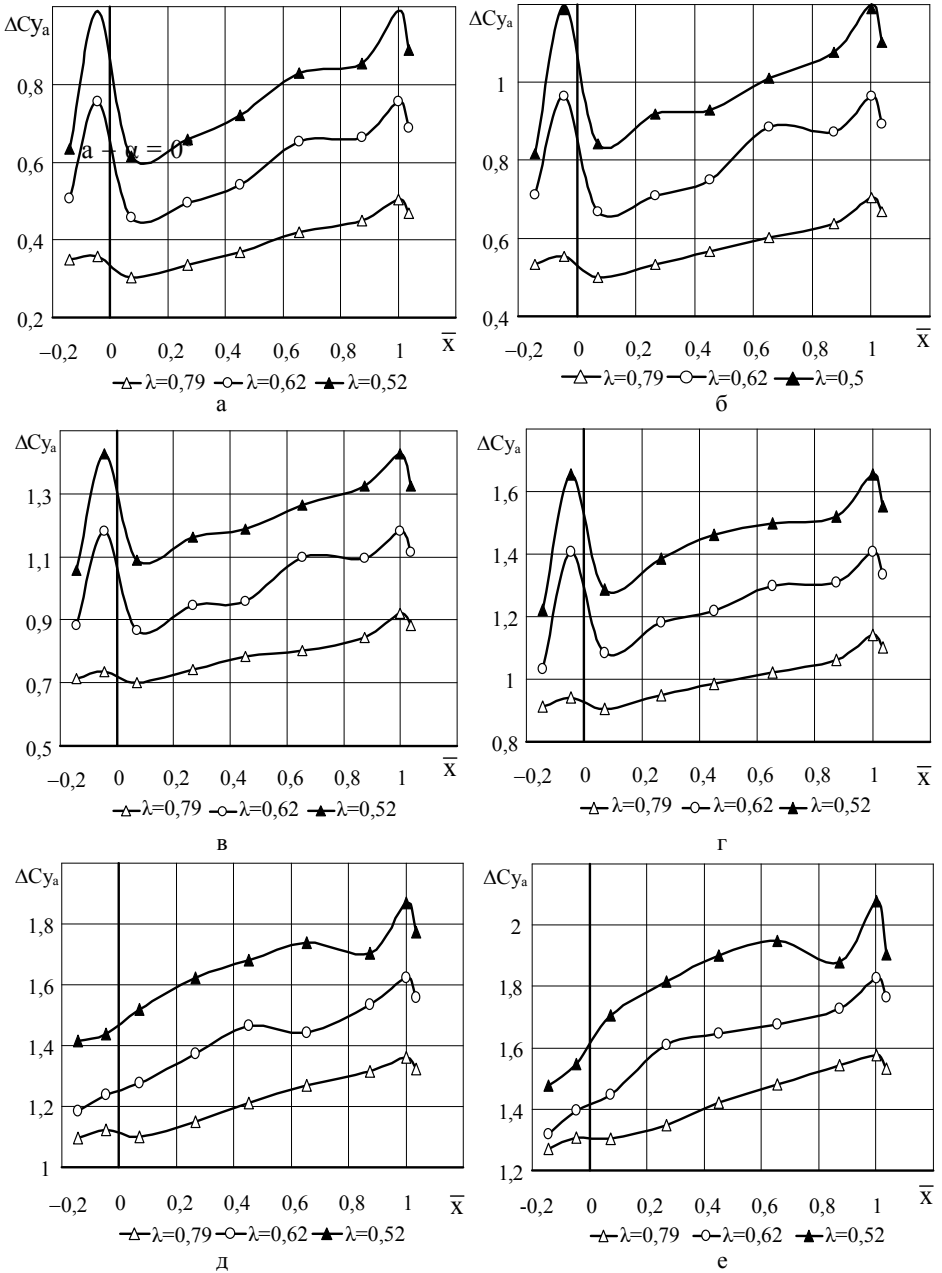 ΔCyₐ
0,8
0,6
0,4
0,2
a – α = 0
–0,2 0 0,2 0,4 0,6 0,8 1 x̅
λ=0,79 λ=0,62 λ=0,52
а
ΔCyₐ
1
0,8
0,6
0,4
–0,2 0 0,2 0,4 0,6 0,8 1 x̅
λ=0,79 λ=0,62 λ=0,5
б
ΔCyₐ
1,3
1,1
0,9
0,7
0,5
–0,2 0 0,2 0,4 0,6 0,8 1 x̅
λ=0,79 λ=0,62 λ=0,52
в
ΔCyₐ
1,6
1,4
1,2
1
0,8
–0,2 0 0,2 0,4 0,6 0,8 1 x̅
λ=0,79 λ=0,62 λ=0,52
г
ΔCyₐ
1,8
1,6
1,4
1,2
1
–0,2 0 0,2 0,4 0,6 0,8 1 x̅
λ=0,79 λ=0,62 λ=0,52
д
ΔCyₐ
2
1,8
1,6
1,4
1,2
-0,2 0 0,2 0,4 0,6 0,8 1 x̅
λ=0,79 λ=0,62 λ=0,52
е